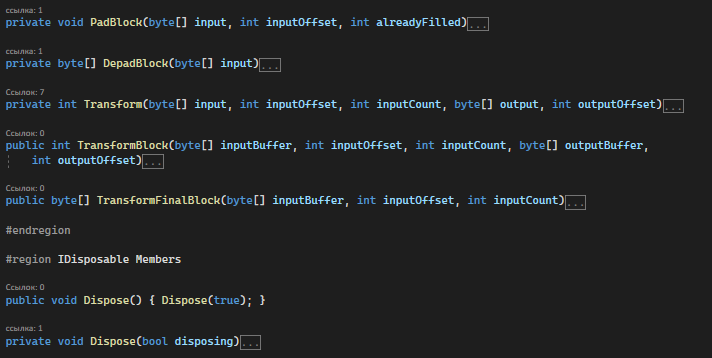 ссылка: 1
private void PadBlock(byte[] input, int inputOffset, int alreadyFilled)...
ссылка: 1
private byte[] DepadBlock(byte[] input)...
Ссылок: 7
private int Transform(byte[] input, int inputOffset, int inputCount, byte[] output, int outputOffset)...
Ссылок: 0
public int TransformBlock(byte[] inputBuffer, int inputOffset, int inputCount, byte[] outputBuffer,
int outputOffset)...
Ссылок: 0
public byte[] TransformFinalBlock(byte[] inputBuffer, int inputOffset, int inputCount)...
#endregion
#region IDisposable Members
Ссылок: 0
public void Dispose() { Dispose(true); }
ссылка: 1
private void Dispose(bool disposing)...